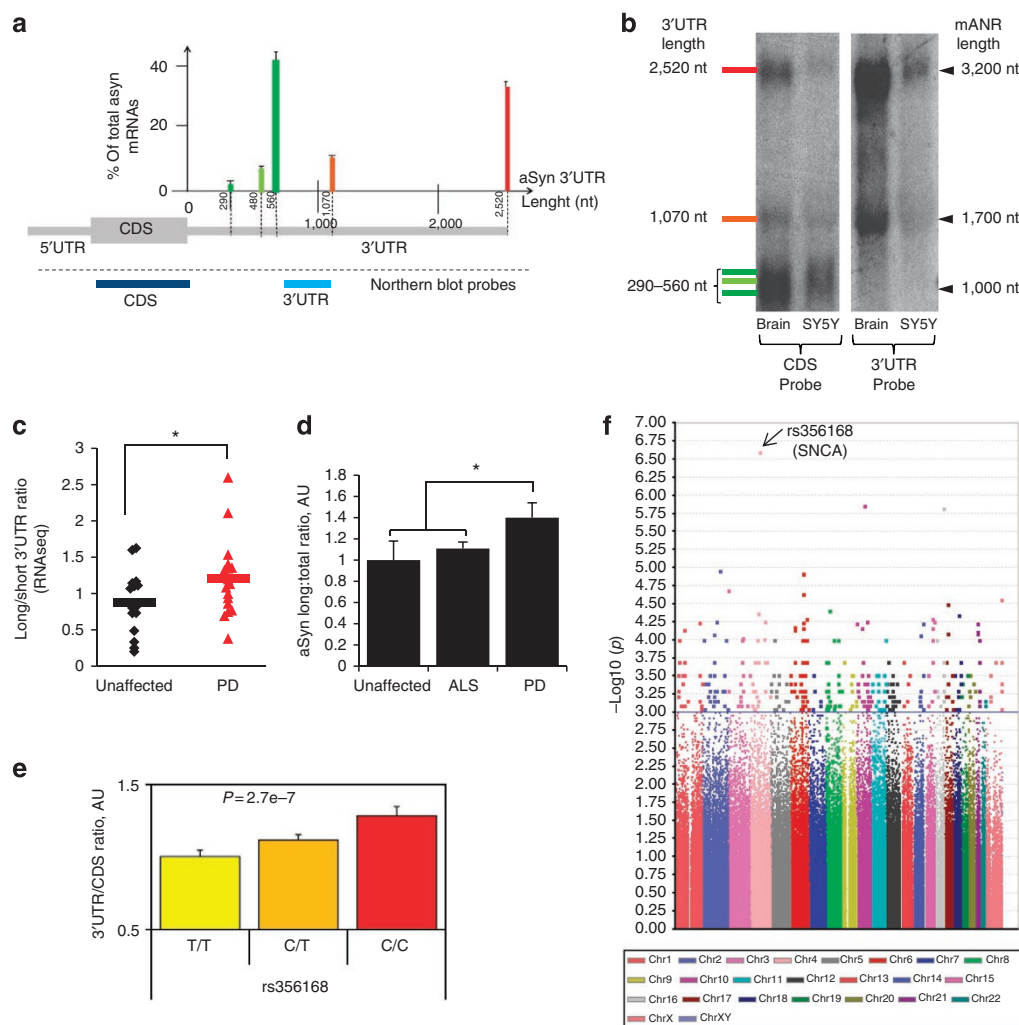 a
% Of total asyn
mRNAs
40
20
0
290
480
560
1,070
2,520
0
1,000
2,000
aSyn 3′UTR
Lenght (nt)
CDS
5′UTR
3′UTR
CDS
3′UTR
Northern blot probes
b
3′UTR
length
mANR
length
2,520 nt
3,200 nt
1,070 nt
1,700 nt
290–560 nt
1,000 nt
Brain SY5Y
Brain SY5Y
CDS
Probe
3′UTR
Probe
c
Long/short 3′UTR ratio
(RNAseq)
3
2.5
2
1.5
1
0.5
0
*
Unaffected
PD
d
aSyn long:total ratio, AU
1.8
1.6
1.4
1.2
1
0.8
0.6
0.4
0.2
0
*
Unaffected
ALS
PD
e
3′UTR/CDS ratio, AU
1.5
0.5
P = 2.7e–7
T/T
C/T
C/C
rs356168
f
–Log10 (p)
7.00
6.75
6.50
6.25
6.00
5.75
5.50
5.25
5.00
4.75
4.50
4.25
4.00
3.75
3.50
3.25
3.00
2.75
2.50
2.25
2.00
1.75
1.50
1.25
1.00
0.75
0.50
0.25
0.00
rs356168
(SNCA)
Chr1 Chr2 Chr3 Chr4 Chr5 Chr6 Chr7 Chr8
Chr9 Chr10 Chr11 Chr12 Chr13 Chr14 Chr15
Chr16 Chr17 Chr18 Chr19 Chr20 Chr21 Chr22
ChrX ChrXY